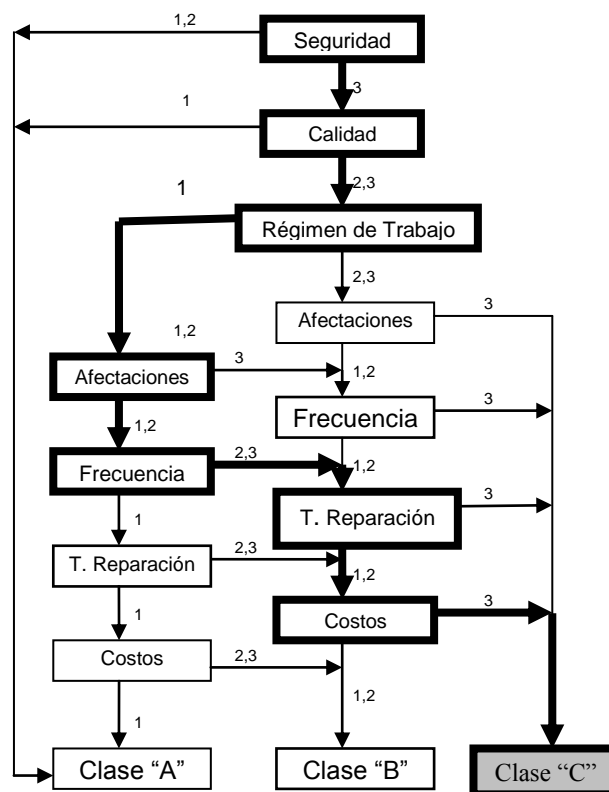 1,2
Seguridad
3
1
Calidad
2,3
1
Régimen de Trabajo
2,3
Afectaciones
3
1,2
Afectaciones
3
1,2
1,2
Frecuencia
3
Frecuencia
2,3
1,2
T. Reparación
3
1
T. Reparación
2,3
1,2
Costos
3
1
Costos
2,3
1,2
1
Clase “A”
Clase “B”
Clase “C”